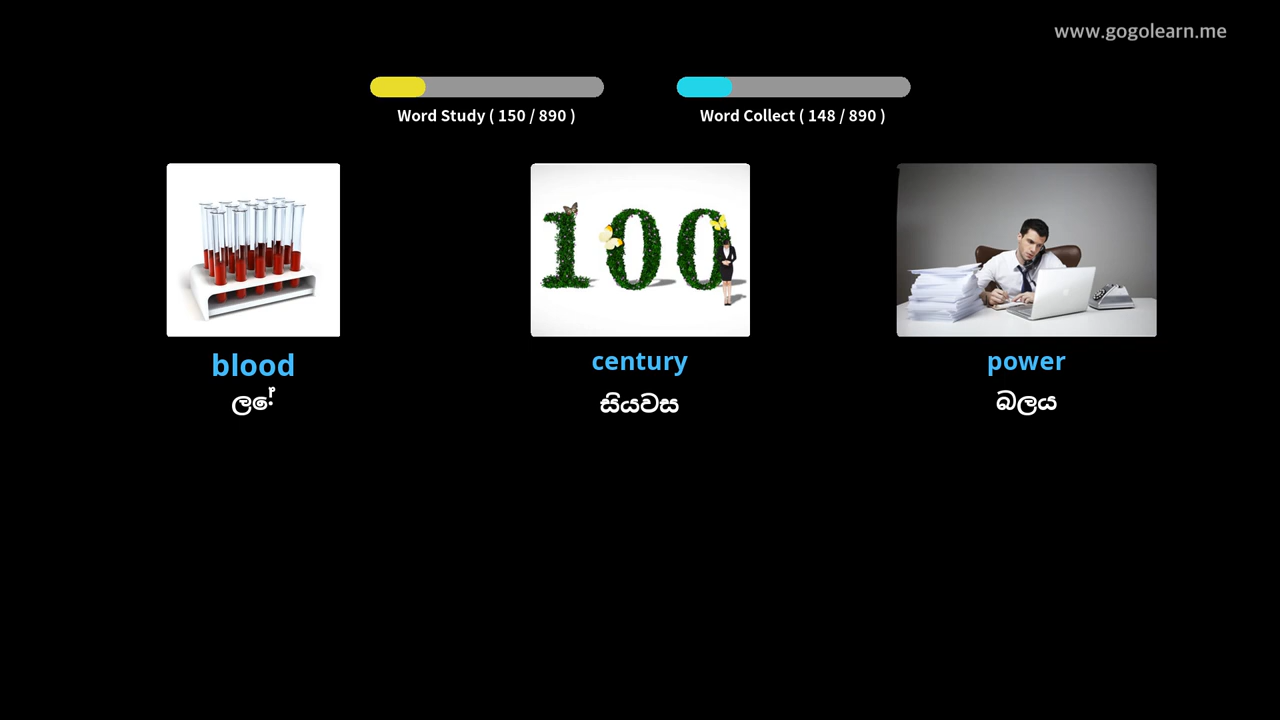 www.gogolearn.me
Word Study ( 150 / 890 )
Word Collect ( 148 / 890 )
blood
century
power
ලේ
සියවස
බලය